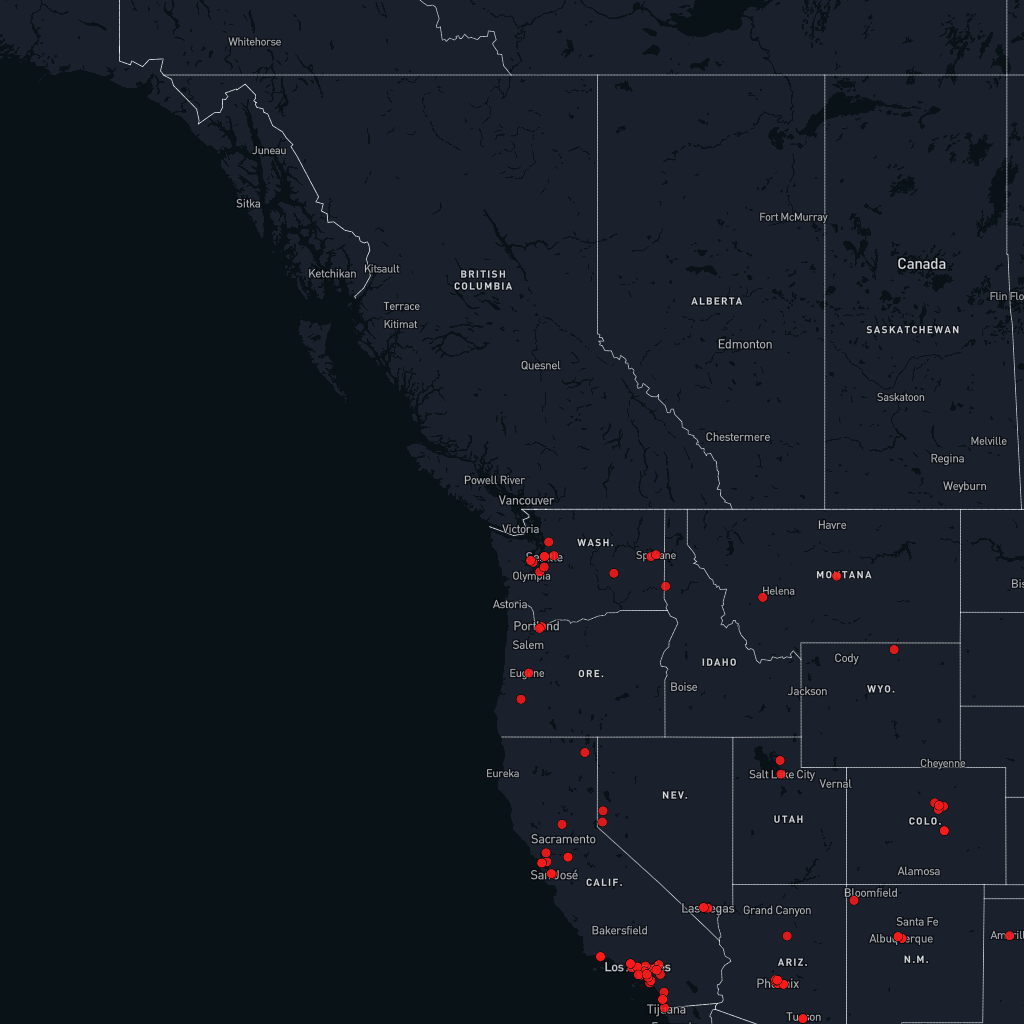 Whitehorse
Juneau
Sitka
Fort McMurray
Canada
Ketchikan
Kitsault
BRITISH
COLUMBIA
Flin Flo
ALBERTA
Terrace
Kitimat
SASKATCHEWAN
Edmonton
Quesnel
Saskatoon
Chestermere
Melville
Regina
Powell River
Weyburn
Vancouver
Havre
Victoria
WASH.
Seattle
Spokane
MONTANA
Olympia
Bis
Helena
Astoria
Portland
Salem
Cody
IDAHO
Eugene
ORE.
Boise
Jackson
WYO.
Cheyenne
Eureka
Salt Lake City
Vernal
NEV.
UTAH
COLO.
Sacramento
Alamosa
San José
CALIF.
Bloomfield
Las Vegas
Grand Canyon
Santa Fe
Bakersfield
Albuquerque
Amarill
N.M.
ARIZ.
Los Angeles
Phoenix
Tijuana
Tucson